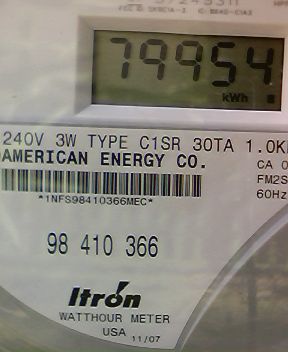 79954
kWh
240V 3W TYPE C1SR 30TA 1.0K
AMERICAN ENERGY CO.
CA 0
*1NFS98410366MEC*
FM2S
60Hz
98 410 366
Itrón
WATTHOUR METER
USA 11/07